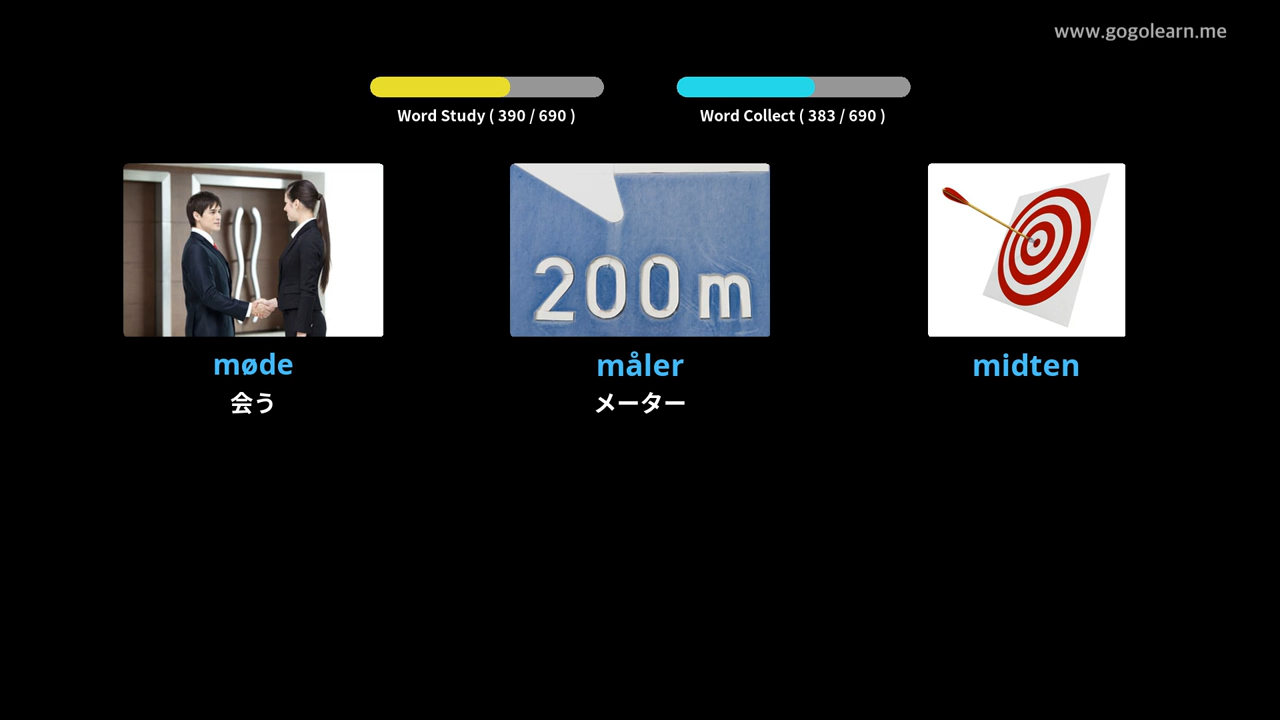 www.gogolearn.me
Word Study ( 390 / 690 )
Word Collect ( 383 / 690 )
200 m
møde
måler
midten
会う
メーター